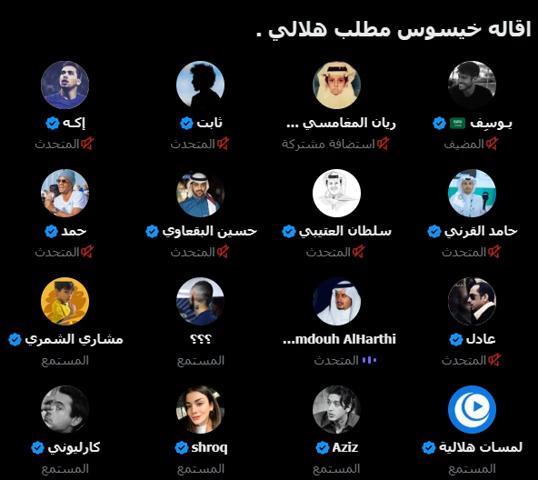 اقاله خيسوس مطلب هلالي .
يوسِف 🇸🇦
المضيف
ريان المغامسي ...
استضافة مشتركة
ثابت
المتحدث
إكـه
المتحدث
حامد القرني
المتحدث
سلطان العتيبي
المتحدث
حسين البقعاوي
المتحدث
حمد
المتحدث
عادل
المتحدث
...mdouh AlHarthi
المتحدث
؟؟؟
المستمع
مشاري الشمري
المستمع
لمسات هلالية
المستمع
Aziz
المستمع
shroq
المستمع
كارليوني
المستمع